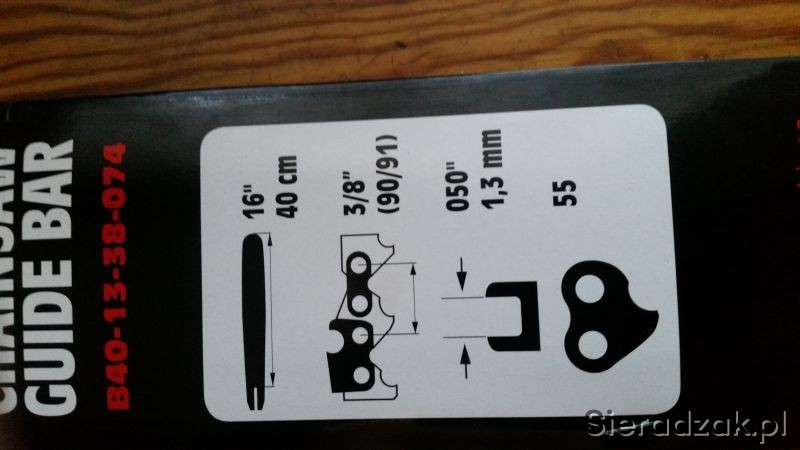 CHAINSAW
GUIDE BAR
B40-13-38-074
16"
40 cm
3/8"
(90/91)
050"
1,3 mm
55
Sieradzak.pl